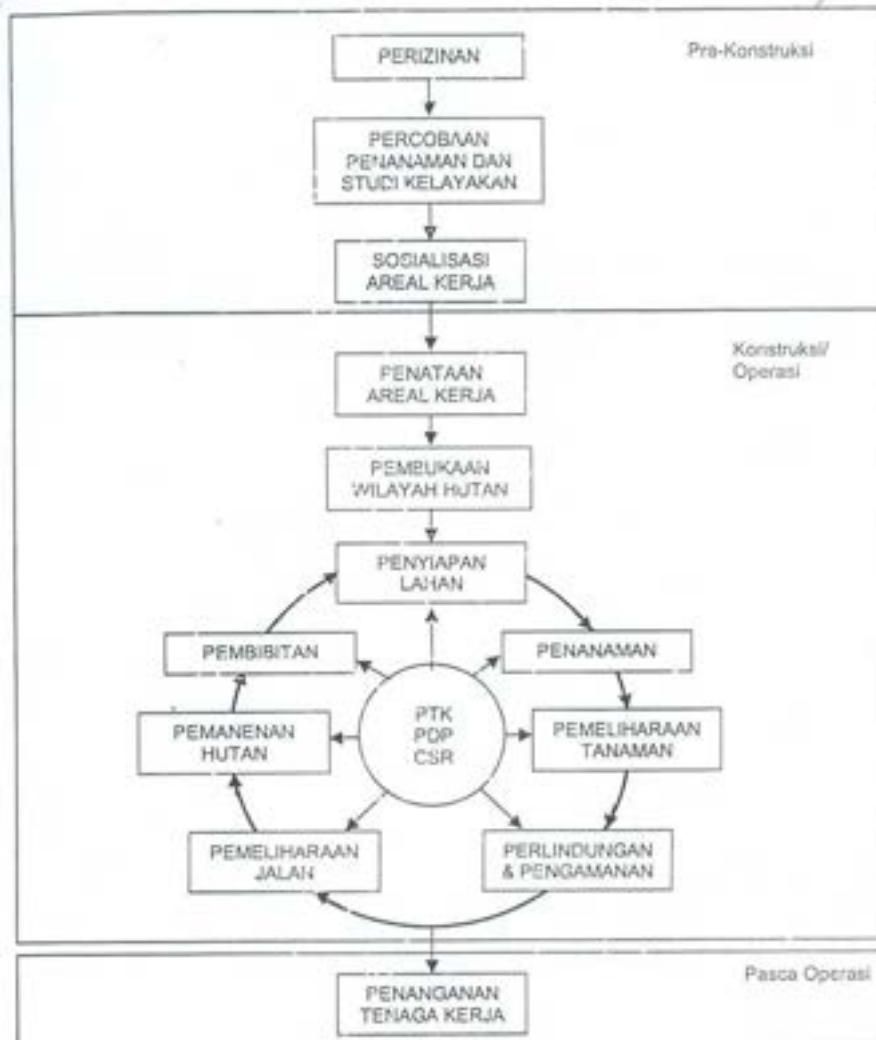 Pra-Konstruksi
PERIZINAN
PERCOBAAN
PENANAMAN DAN
STUDI KELAYAKAN
SOSIALISASI
AREAL KERJA
Konstruksi/
Operasi
PENATAAN
AREAL KERJA
PEMBUKAAN
WILAYAH HUTAN
PENYIAPAN
LAHAN
PEMBIBITAN
PENANAMAN
PTK
PDP
CSR
PEMANENAN
HUTAN
PEMELIHARAAN
TANAMAN
PEMELIHARAAN
JALAN
PERLINDUNGAN
& PENGAMANAN
Pasca Operasi
PENANGANAN
TENAGA KERJA